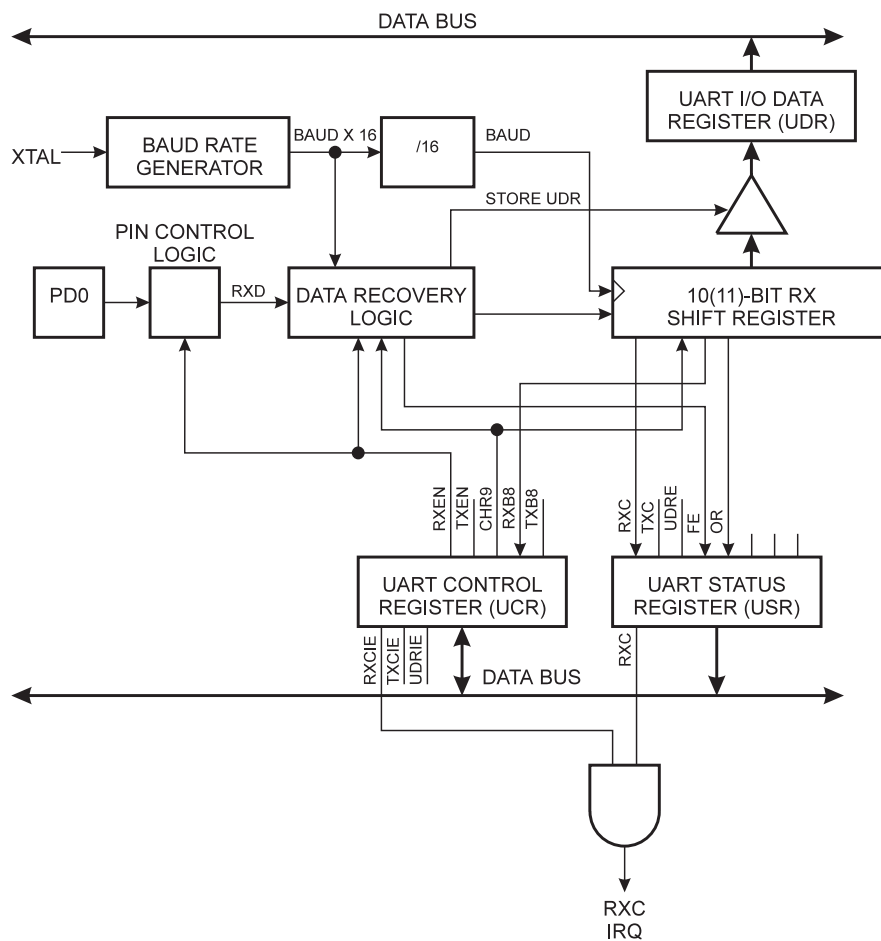 DATA BUS
UART I/O DATA
REGISTER (UDR)
XTAL
BAUD RATE
GENERATOR
BAUD X 16
/16
BAUD
STORE UDR
PIN CONTROL
LOGIC
PD0
RXD
DATA RECOVERY
LOGIC
10(11)-BIT RX
SHIFT REGISTER
RXEN
TXEN
CHR9
RXB8
TXB8
RXC
TXC
UDRE
FE
OR
UART CONTROL
REGISTER (UCR)
UART STATUS
REGISTER (USR)
RXCIE
TXCIE
UDRIE
RXC
DATA BUS
RXC
IRQ